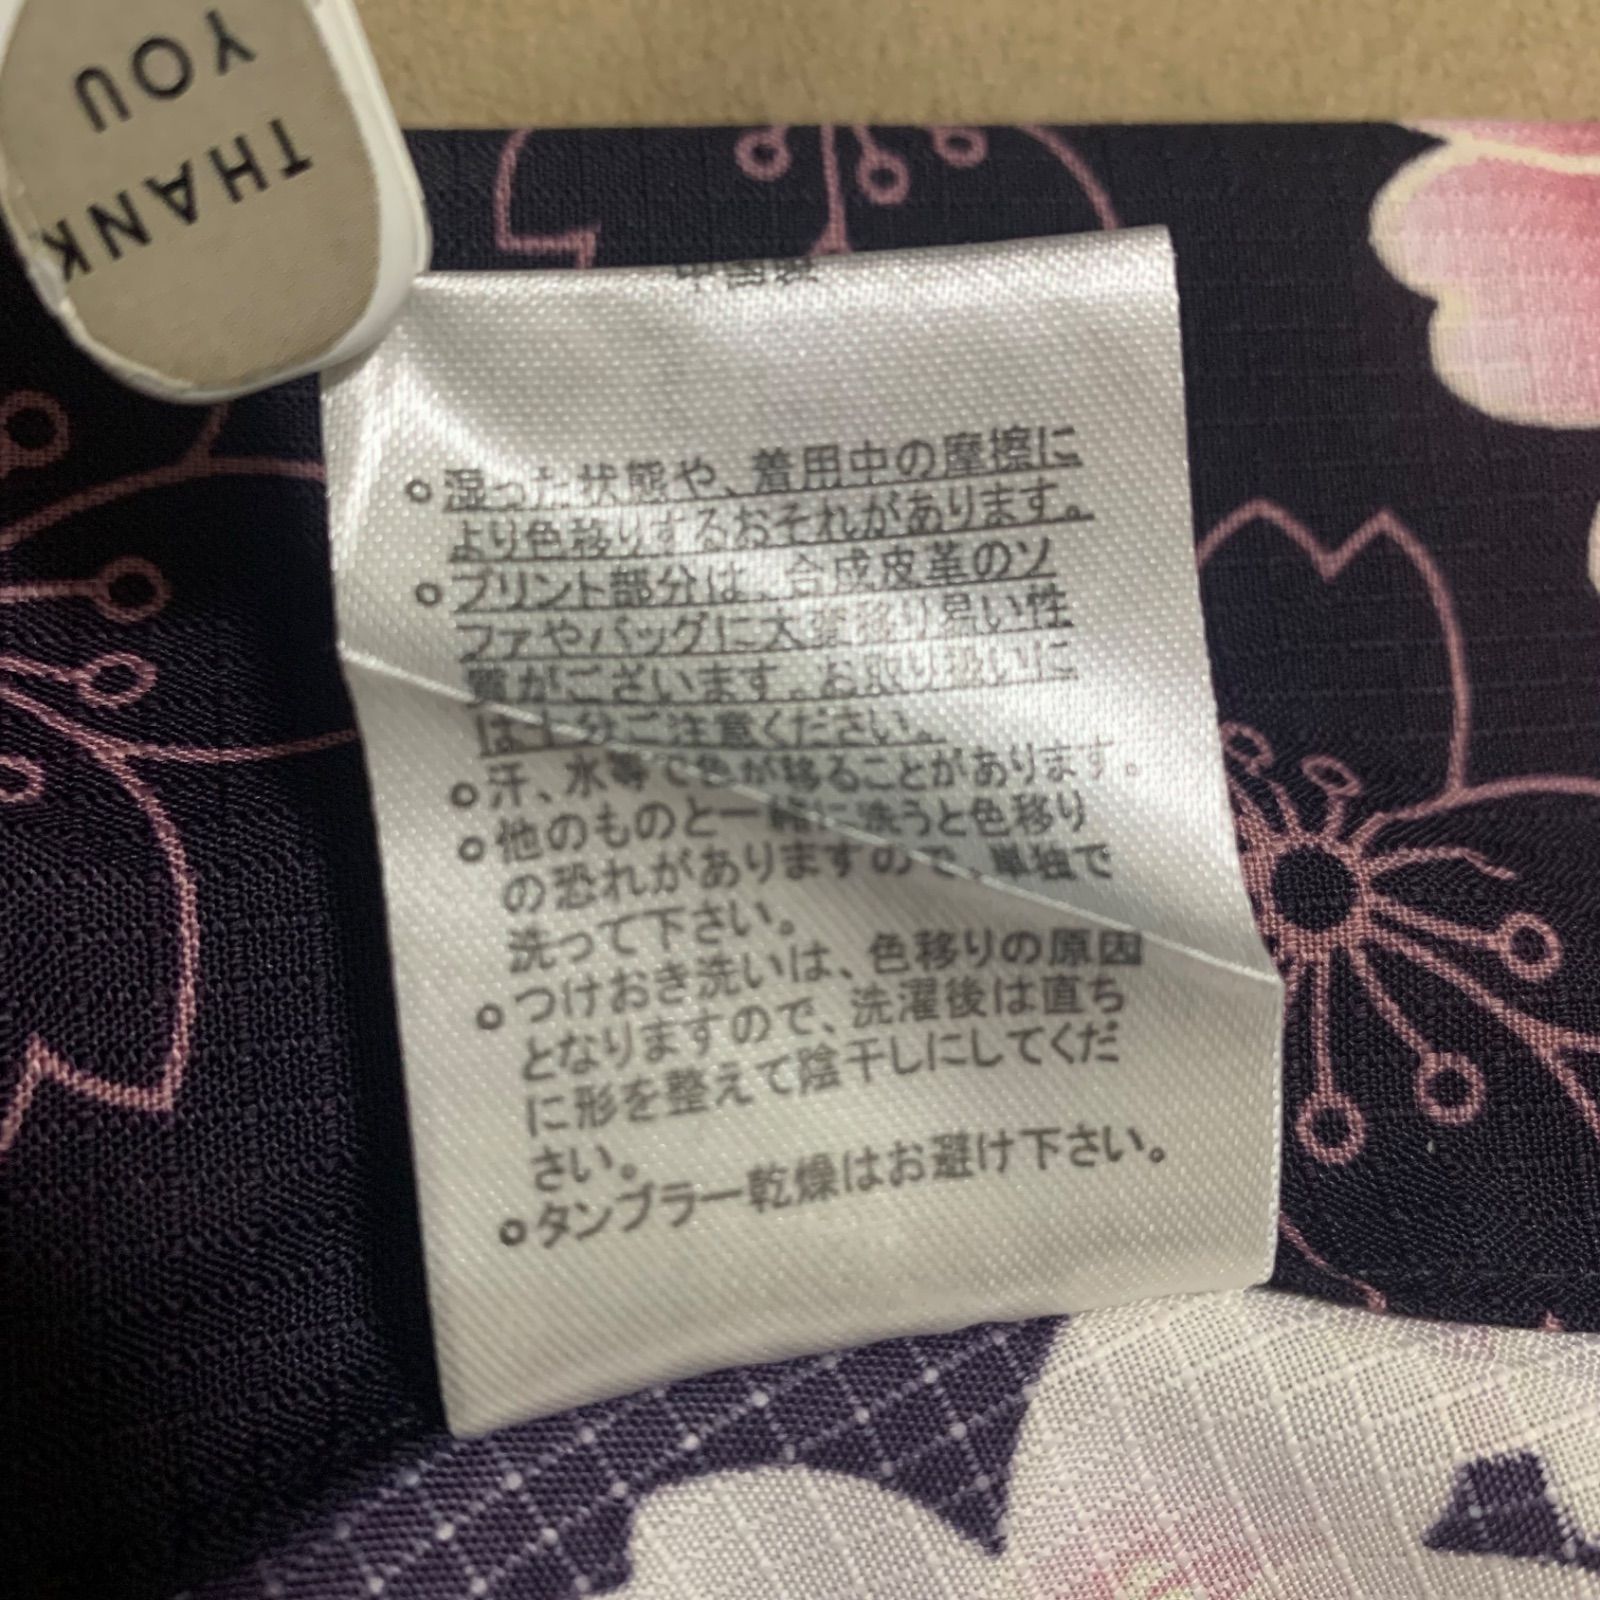 THANK
YOU
中国製
湿った状態や、着用中の摩擦に
より色移りするおそれがあります。
プリント部分は、合成皮革のソ
ファやバッグに大変移り易い性
質がございます。お取り扱いに
は十分ご注意ください。
汗、水等で色が移ることがあります。
他のものと一緒に洗うと色移り
の恐れがありますので、単独で
洗って下さい。
つけおき洗いは、色移りの原因
となりますので、洗濯後は直ち
に形を整えて陰干しにしてくだ
さい。
タンブラー乾燥はお避け下さい。